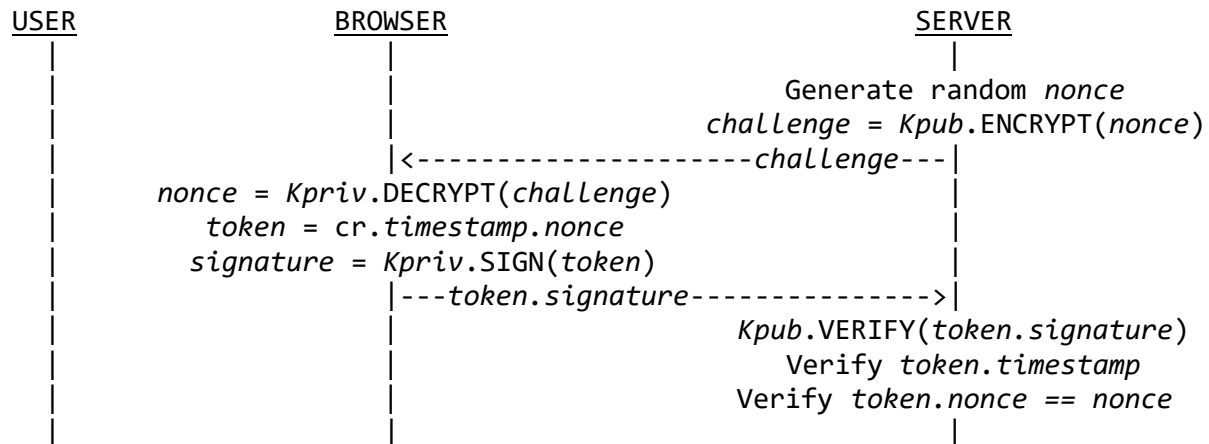 USER BROWSER SERVER
Generate random nonce
challenge = Kpub.ENCRYPT(nonce)
|<---------------------challenge---|
nonce = Kpriv.DECRYPT(challenge)
token = cr.timestamp.nonce
signature = Kpriv.SIGN(token)
|---token.signature--------------->|
Kpub.VERIFY(token.signature)
Verify token.timestamp
Verify token.nonce == nonce